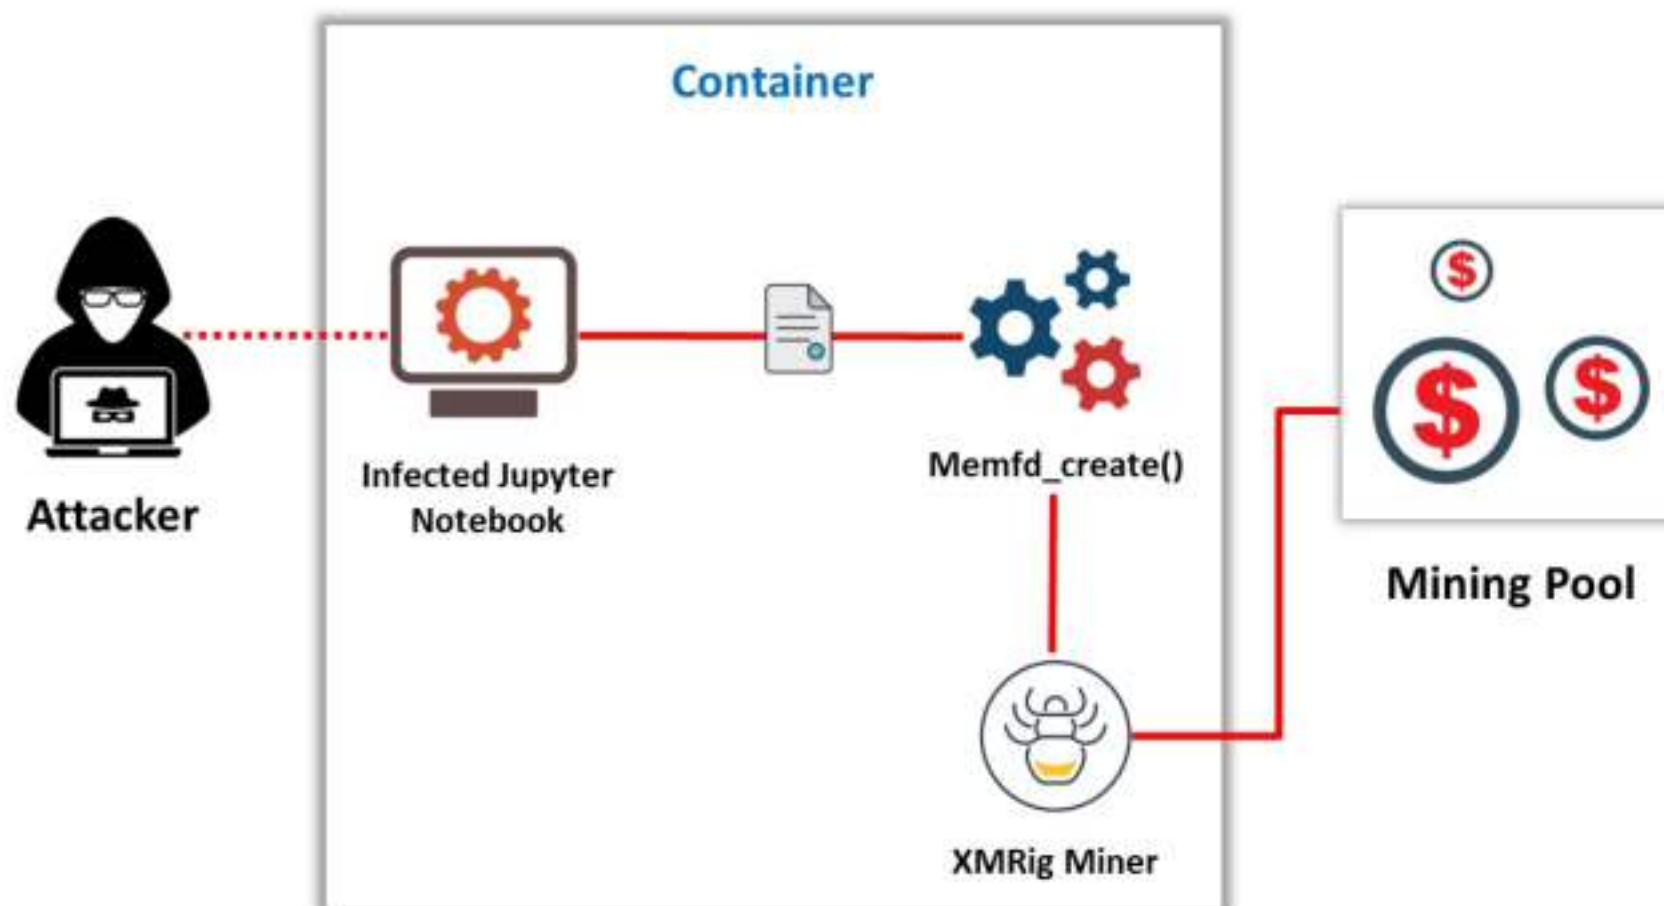 Container
Attacker
Infected Jupyter
Notebook
Memfd_create()
XMRig Miner
$
$
$
Mining Pool